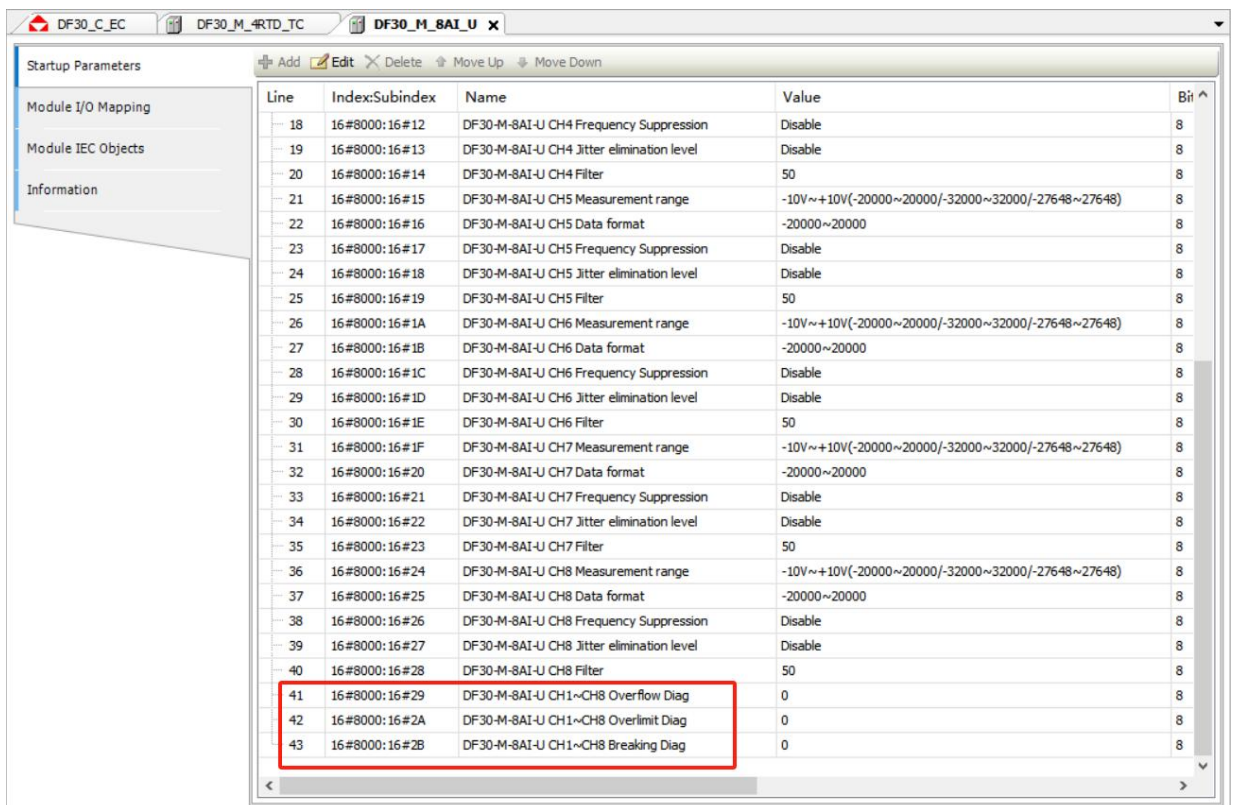 DF30_C_EC DF30_M_4RTD_TC DF30_M_8AI_U
Startup Parameters
Module I/O Mapping
Module IEC Objects
Information
Add Edit Delete Move Up Move Down
Line Index:Subindex Name Value Bit
18 16#8000:16#12 DF30-M-8AI-U CH4 Frequency Suppression Disable 8
19 16#8000:16#13 DF30-M-8AI-U CH4 Jitter elimination level Disable 8
20 16#8000:16#14 DF30-M-8AI-U CH4 Filter 50 8
21 16#8000:16#15 DF30-M-8AI-U CH5 Measurement range -10V~+10V(-20000~20000/-32000~32000/-27648~27648) 8
22 16#8000:16#16 DF30-M-8AI-U CH5 Data format -20000~20000 8
23 16#8000:16#17 DF30-M-8AI-U CH5 Frequency Suppression Disable 8
24 16#8000:16#18 DF30-M-8AI-U CH5 Jitter elimination level Disable 8
25 16#8000:16#19 DF30-M-8AI-U CH5 Filter 50 8
26 16#8000:16#1A DF30-M-8AI-U CH6 Measurement range -10V~+10V(-20000~20000/-32000~32000/-27648~27648) 8
27 16#8000:16#1B DF30-M-8AI-U CH6 Data format -20000~20000 8
28 16#8000:16#1C DF30-M-8AI-U CH6 Frequency Suppression Disable 8
29 16#8000:16#1D DF30-M-8AI-U CH6 Jitter elimination level Disable 8
30 16#8000:16#1E DF30-M-8AI-U CH6 Filter 50 8
31 16#8000:16#1F DF30-M-8AI-U CH7 Measurement range -10V~+10V(-20000~20000/-32000~32000/-27648~27648) 8
32 16#8000:16#20 DF30-M-8AI-U CH7 Data format -20000~20000 8
33 16#8000:16#21 DF30-M-8AI-U CH7 Frequency Suppression Disable 8
34 16#8000:16#22 DF30-M-8AI-U CH7 Jitter elimination level Disable 8
35 16#8000:16#23 DF30-M-8AI-U CH7 Filter 50 8
36 16#8000:16#24 DF30-M-8AI-U CH8 Measurement range -10V~+10V(-20000~20000/-32000~32000/-27648~27648) 8
37 16#8000:16#25 DF30-M-8AI-U CH8 Data format -20000~20000 8
38 16#8000:16#26 DF30-M-8AI-U CH8 Frequency Suppression Disable 8
39 16#8000:16#27 DF30-M-8AI-U CH8 Jitter elimination level Disable 8
40 16#8000:16#28 DF30-M-8AI-U CH8 Filter 50 8
41 16#8000:16#29 DF30-M-8AI-U CH1~CH8 Overflow Diag 0 8
42 16#8000:16#2A DF30-M-8AI-U CH1~CH8 Overlimit Diag 0 8
43 16#8000:16#2B DF30-M-8AI-U CH1~CH8 Breaking Diag 0 8